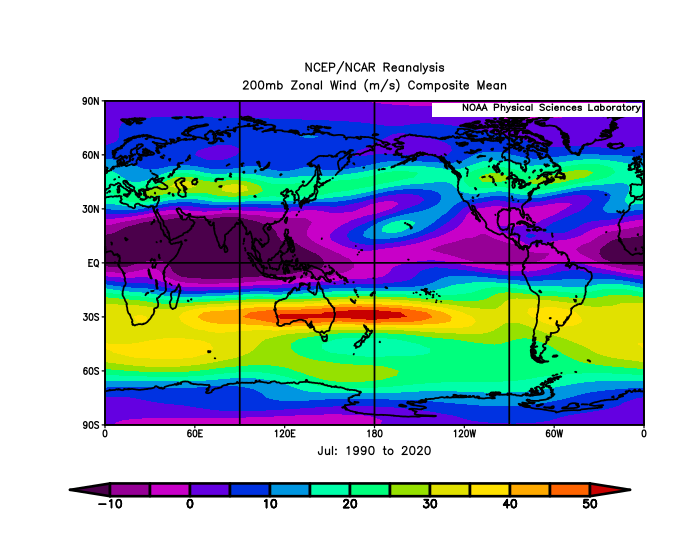 NCEP/NCAR Reanalysis
200mb Zonal Wind (m/s) Composite Mean
NOAA Physical Sciences Laboratory
90N
60N
30N
EQ
30S
60S
90S
0 60E 120E 180 120W 60W 0
Jul: 1990 to 2020
-10 0 10 20 30 40 50